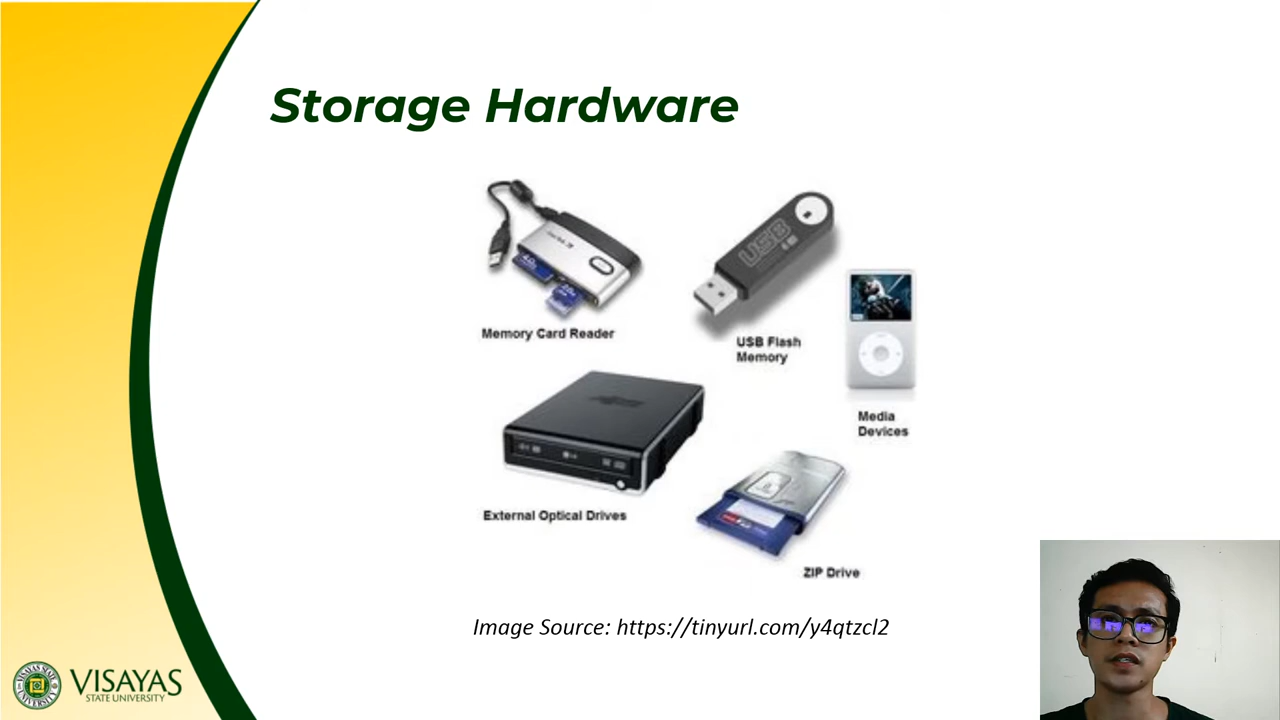 Storage Hardware
Memory Card Reader
USB
USB Flash
Memory
Media
Devices
External Optical Drives
ZIP Drive
Image Source: https://tinyurl.com/y4qtzcl2
VISAYAS
STATE UNIVERSITY